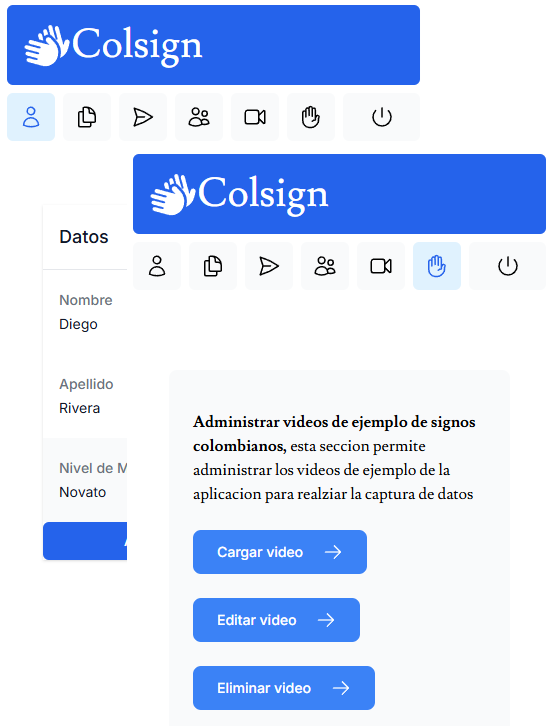 Colsign
Colsign
Datos
Nombre
Diego
Apellido
Rivera
Nivel de M
Novato
Administrar videos de ejemplo de signos
colombianos, esta seccion permite
administrar los videos de ejemplo de la
aplicacion para realziar la captura de datos
Cargar video
Editar video
Eliminar video